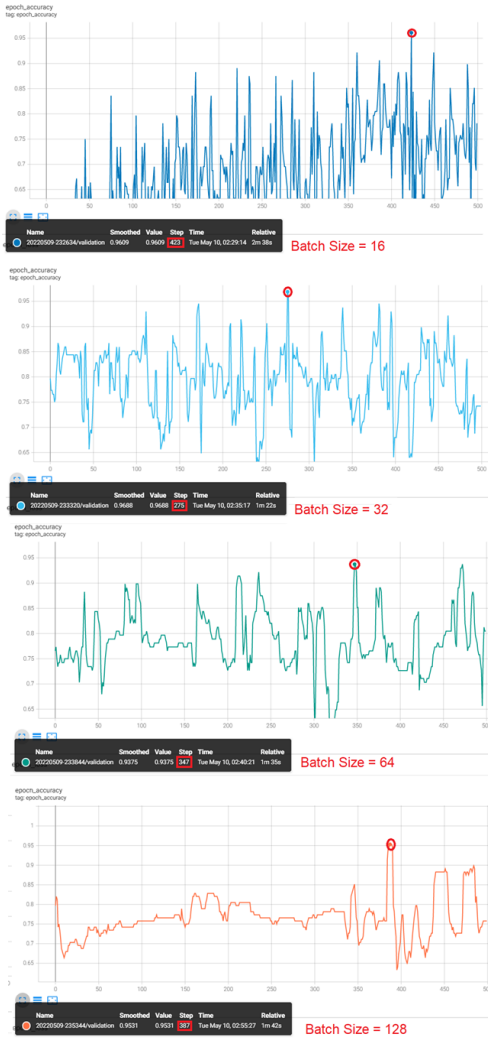 epoch_accuracy
tag: epoch_accuracy
0.95
0.9
0.85
0.8
0.75
0.7
0.65
0 50 100 150 200 250 300 350 400 450 500
Name Smoothed Value Step Time Relative
20220509-232634/validation 0.9609 0.9609 423 Tue May 10, 02:29:14 2m 38s
Batch Size = 16
epoch_accuracy
tag: epoch_accuracy
0.95
0.9
0.85
0.8
0.75
0.7
0.65
0 50 100 150 200 250 300 350 400 450 500
Name Smoothed Value Step Time Relative
20220509-233320/validation 0.9688 0.9688 275 Tue May 10, 02:35:17 1m 22s
Batch Size = 32
epoch_accuracy
tag: epoch_accuracy
0.95
0.9
0.85
0.8
0.75
0.7
0.65
0 50 100 150 200 250 300 350 400 450 500
Name Smoothed Value Step Time Relative
20220509-233844/validation 0.9375 0.9375 347 Tue May 10, 02:40:21 1m 35s
Batch Size = 64
epoch_accuracy
tag: epoch_accuracy
1
0.95
0.9
0.85
0.8
0.75
0.7
0.65
0 50 100 150 200 250 300 350 400 450 500
Name Smoothed Value Step Time Relative
20220509-235344/validation 0.9531 0.9531 387 Tue May 10, 02:55:27 1m 42s
Batch Size = 128